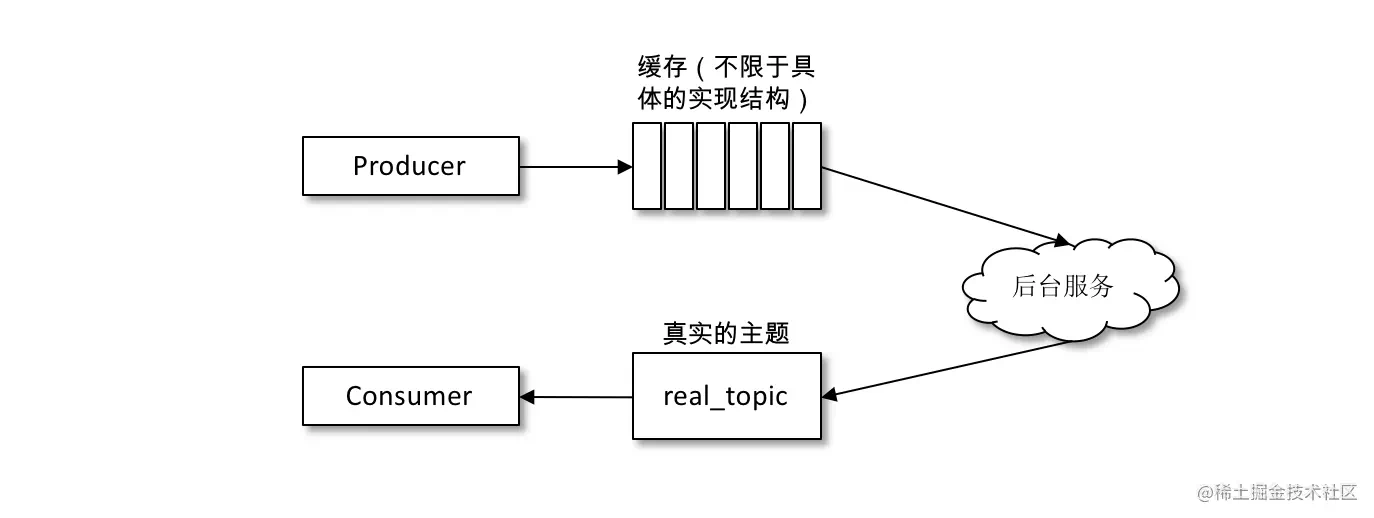 缓存（不限于具
体的实现结构）
Producer
后台服务
真实的主题
Consumer
real_topic
@稀土掘金技术社区